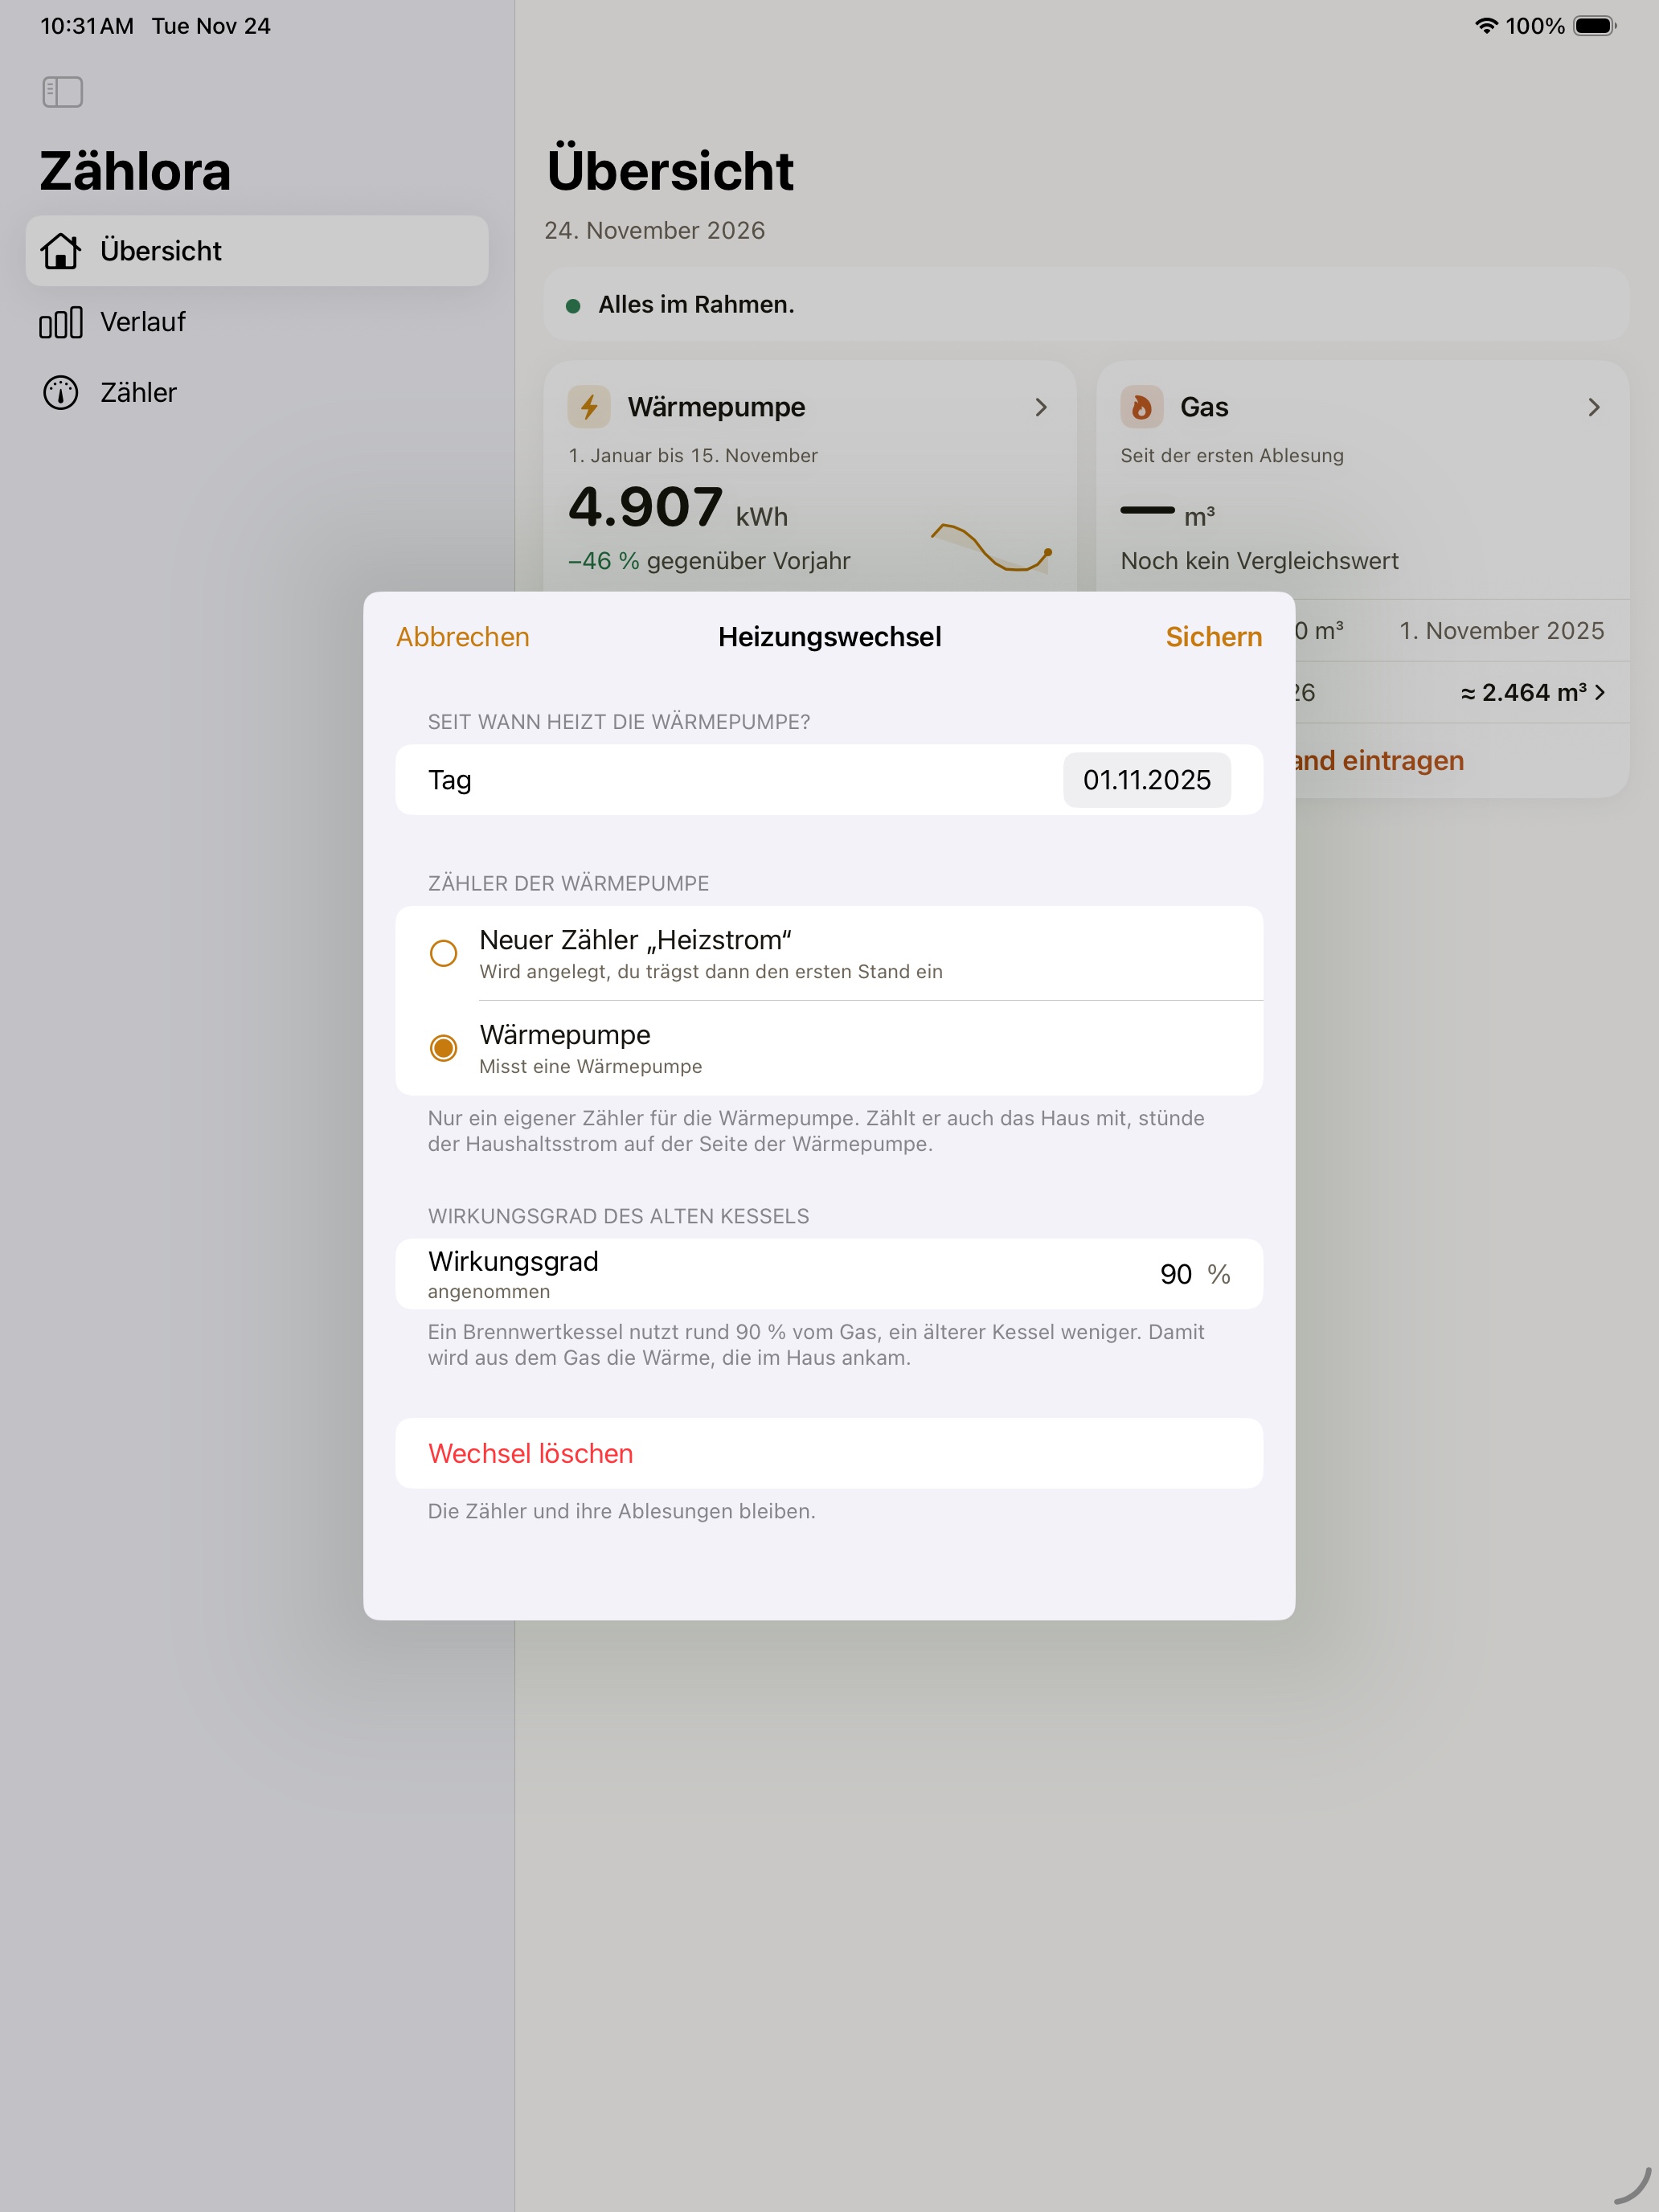 10:31 AM Tue Nov 24
100%
Zählora
Übersicht
Verlauf
Zähler
Übersicht
24. November 2026
Alles im Rahmen.
Wärmepumpe
1. Januar bis 15. November
4.907 kWh
−46 % gegenüber Vorjahr
Gas
Seit der ersten Ablesung
— m³
Noch kein Vergleichswert
0 m³ 1. November 2025
26 ≈ 2.464 m³
and eintragen
Abbrechen
Heizungswechsel
Sichern
SEIT WANN HEIZT DIE WÄRMEPUMPE?
Tag 01.11.2025
ZÄHLER DER WÄRMEPUMPE
Neuer Zähler „Heizstrom“
Wird angelegt, du trägst dann den ersten Stand ein
Wärmepumpe
Misst eine Wärmepumpe
Nur ein eigener Zähler für die Wärmepumpe. Zählt er auch das Haus mit, stünde
der Haushaltsstrom auf der Seite der Wärmepumpe.
WIRKUNGSGRAD DES ALTEN KESSELS
Wirkungsgrad
angenommen
90 %
Ein Brennwertkessel nutzt rund 90 % vom Gas, ein älterer Kessel weniger. Damit
wird aus dem Gas die Wärme, die im Haus ankam.
Wechsel löschen
Die Zähler und ihre Ablesungen bleiben.